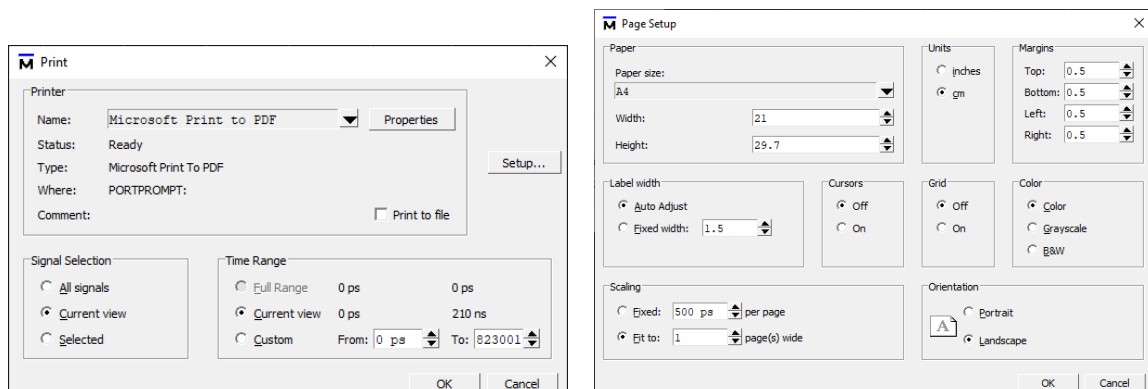 Print
Printer
Name: Microsoft Print to PDF Properties
Status: Ready
Type: Microsoft Print To PDF
Where: PORTPROMPT:
Comment: Print to file
Setup...
Signal Selection
All signals
Current view
Selected
Time Range
Full Range 0 ps 0 ps
Current view 0 ps 210 ns
Custom From: 0 ps To: 823001
OK Cancel
Page Setup
Paper
Paper size:
A4
Width: 21
Height: 29.7
Units
inches
cm
Margins
Top: 0.5
Bottom: 0.5
Left: 0.5
Right: 0.5
Label width
Auto Adjust
Fixed width: 1.5
Cursors
Off
On
Grid
Off
On
Color
Color
Grayscale
B&W
Scaling
Fixed: 500 ps per page
Fit to: 1 page(s) wide
Orientation
A
Portrait
Landscape
OK Cancel